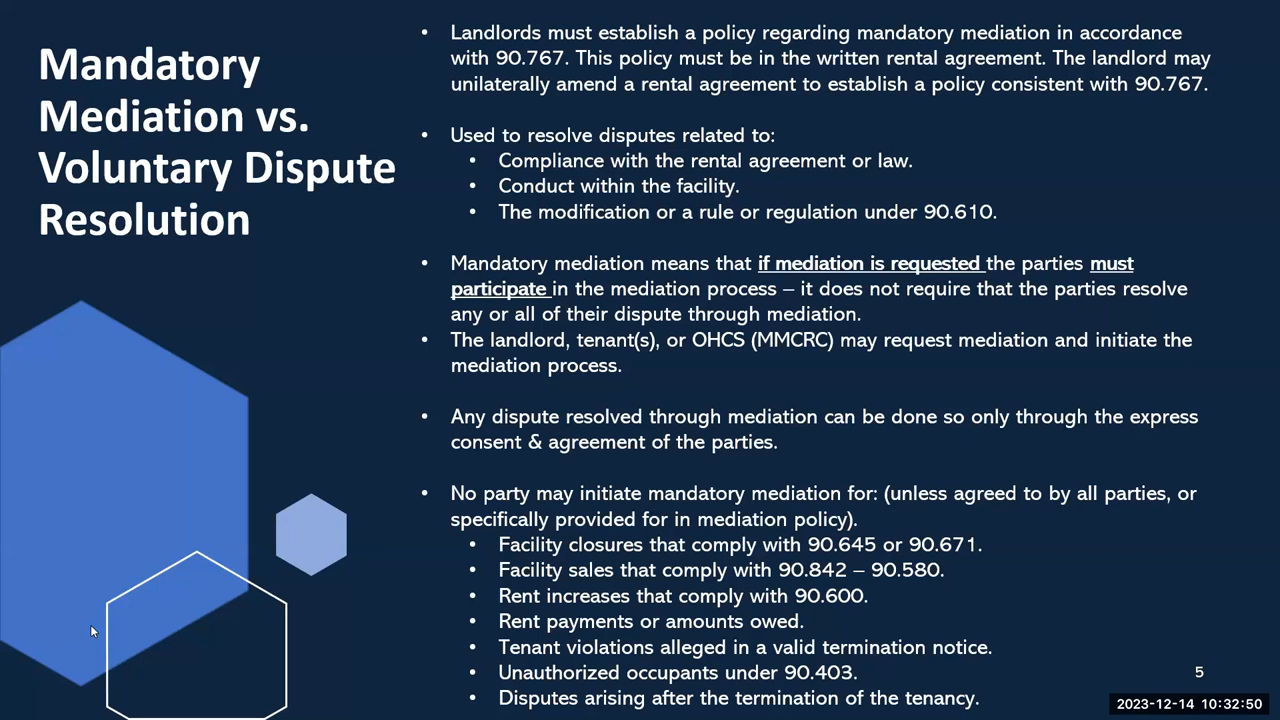 Mandatory
Mediation vs.
Voluntary Dispute
Resolution
• Landlords must establish a policy regarding mandatory mediation in accordance
with 90.767. This policy must be in the written rental agreement. The landlord may
unilaterally amend a rental agreement to establish a policy consistent with 90.767.
• Used to resolve disputes related to:
• Compliance with the rental agreement or law.
• Conduct within the facility.
• The modification or a rule or regulation under 90.610.
• Mandatory mediation means that if mediation is requested the parties must
participate in the mediation process – it does not require that the parties resolve
any or all of their dispute through mediation.
• The landlord, tenant(s), or OHCS (MMCRC) may request mediation and initiate the
mediation process.
• Any dispute resolved through mediation can be done so only through the express
consent & agreement of the parties.
• No party may initiate mandatory mediation for: (unless agreed to by all parties, or
specifically provided for in mediation policy).
• Facility closures that comply with 90.645 or 90.671.
• Facility sales that comply with 90.842 – 90.580.
• Rent increases that comply with 90.600.
• Rent payments or amounts owed.
• Tenant violations alleged in a valid termination notice.
• Unauthorized occupants under 90.403.
• Disputes arising after the termination of the tenancy.
5
2023-12-14 10:32:50